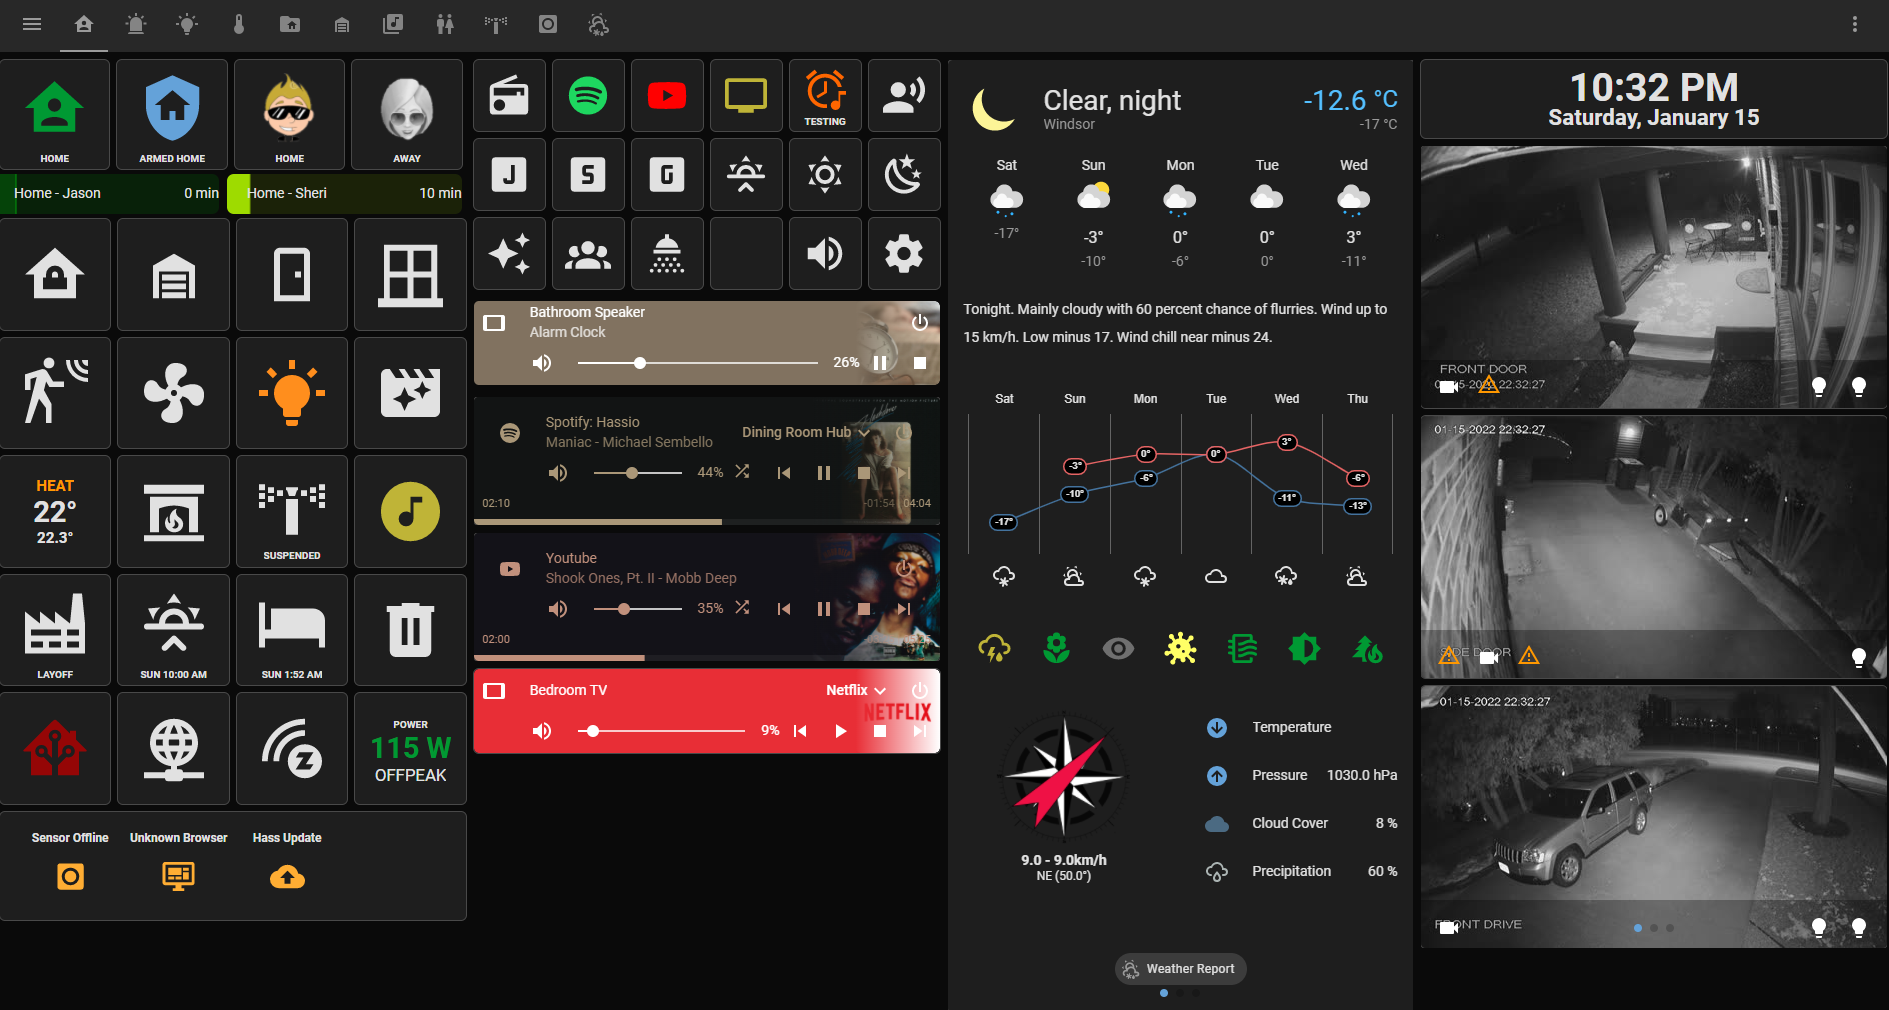 HOME
ARMED HOME
HOME
AWAY
Home - Jason 0 min
Home - Sheri 10 min
HEAT
22°
22.3°
SUSPENDED
LAYOFF
SUN 10:00 AM
SUN 1:52 AM
POWER
115 W
OFFPEAK
Sensor Offline
Unknown Browser
Hass Update
TESTING
J
S
G
Bathroom Speaker
Alarm Clock
26%
Spotify: Hassio
Maniac - Michael Sembello
Dining Room Hub
44%
02:10
-01:54 | 04:04
Youtube
Shook Ones, Pt. II - Mobb Deep
35%
02:00
Bedroom TV
Netflix
NETFLIX
9%
Clear, night
Windsor
-12.6 °C
-17 °C
Sat Sun Mon Tue Wed
-17° -3° 0° 0° 3°
-10° -6° 0° -11°
Tonight. Mainly cloudy with 60 percent chance of flurries. Wind up to
15 km/h. Low minus 17. Wind chill near minus 24.
Sat Sun Mon Tue Wed Thu
-3° 0° 0° 3° -6°
-17° -10° -6° -11° -13°
9.0 - 9.0km/h
NE (50.0°)
Temperature
Pressure 1030.0 hPa
Cloud Cover 8 %
Precipitation 60 %
Weather Report
10:32 PM
Saturday, January 15
FRONT DOOR
01-15-2022 22:32:27
01-15-2022 22:32:27
SIDE DOOR
01-15-2022 22:32:27
FRONT DRIVE